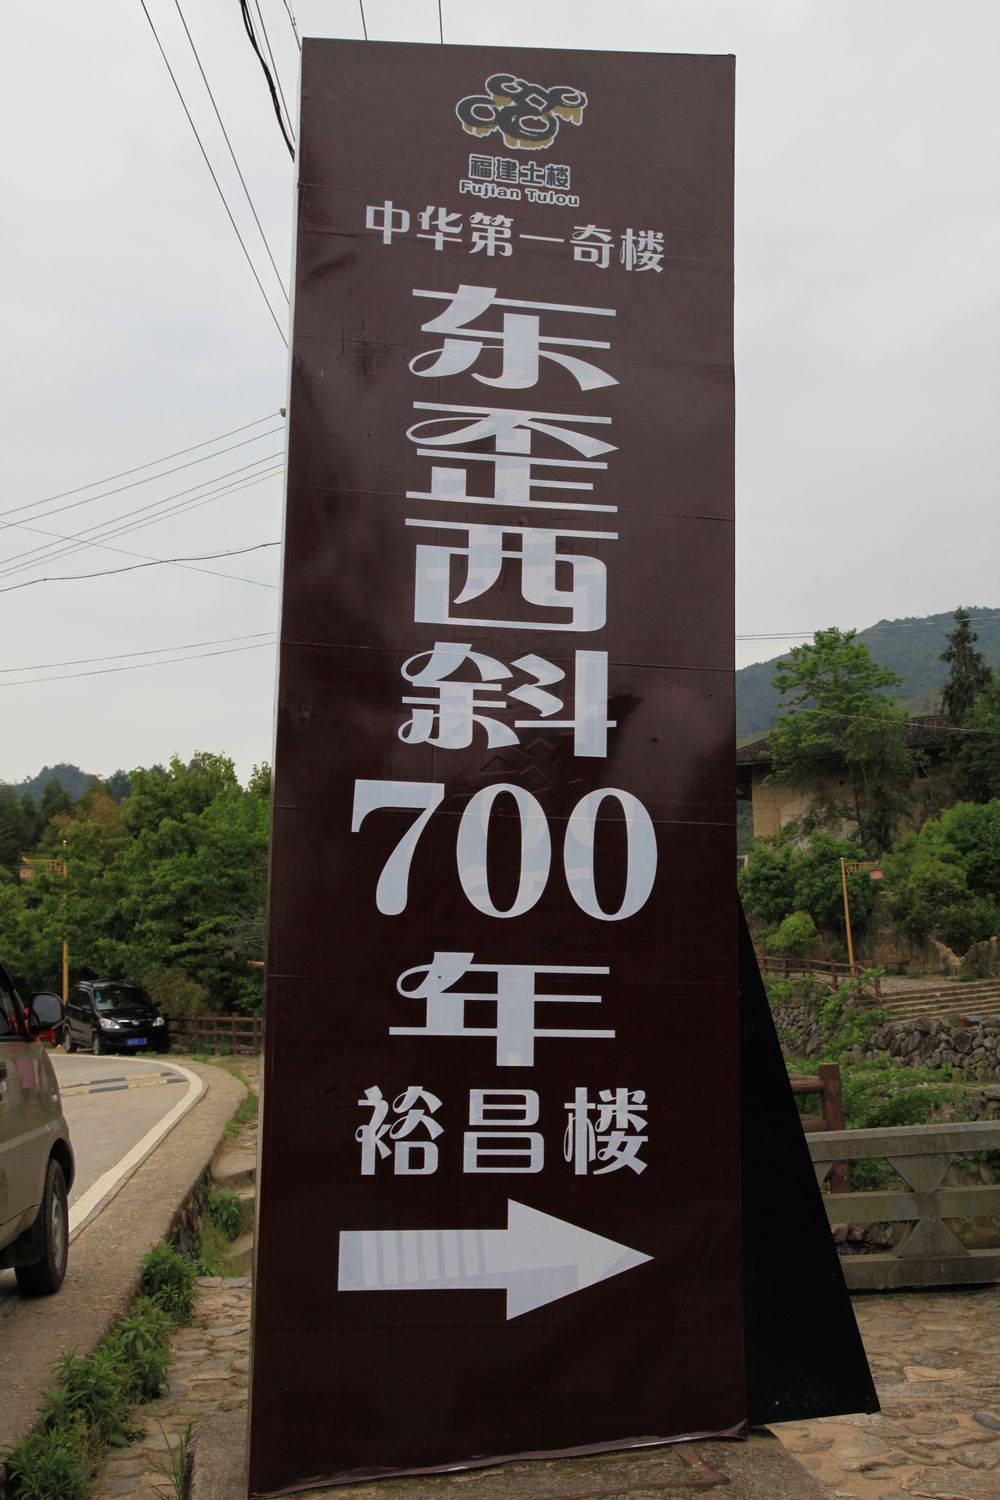 福建土楼
Fujian Tulou
中华第一奇楼
东
歪
西
斜
700
年
裕昌楼